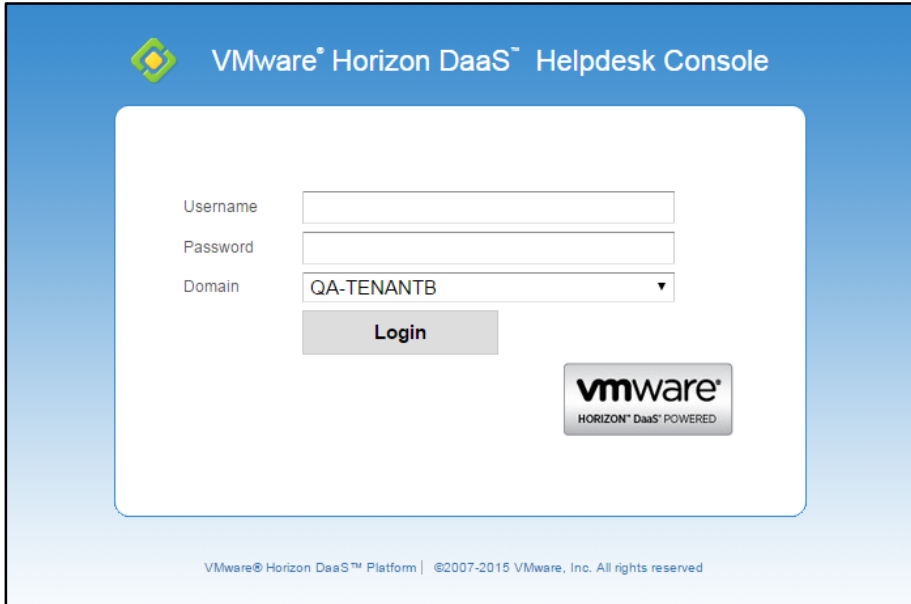 VMware® Horizon DaaS™ Helpdesk Console
Username
Password
Domain
QA-TENANTB
Login
vmware®
HORIZON™ DaaS® POWERED
VMware® Horizon DaaS™ Platform | ©2007-2015 VMware, Inc. All rights reserved